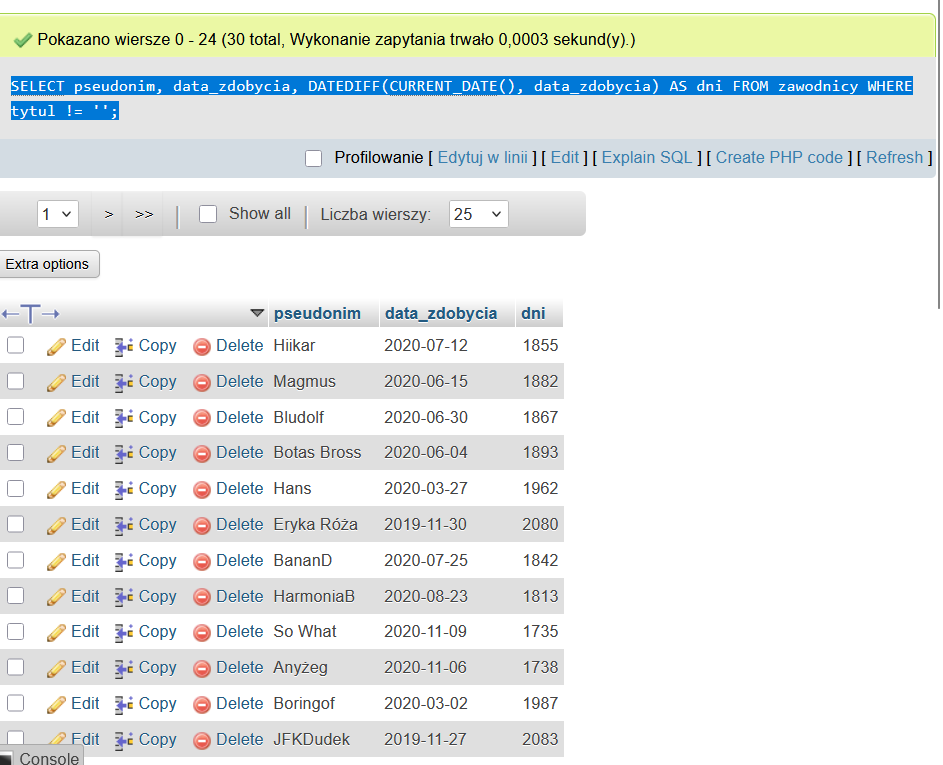 Pokazano wiersze 0 - 24 (30 total, Wykonanie zapytania trwało 0,0003 sekund(y).)
SELECT pseudonim, data_zdobycia, DATEDIFF(CURRENT_DATE(), data_zdobycia) AS dni FROM zawodnicy WHERE
tytul != '';
Profilowanie [ Edytuj w linii ] [ Edit ] [ Explain SQL ] [ Create PHP code ] [ Refresh ]
1 > >> | Show all | Liczba wierszy: 25
Extra options
←T→ pseudonim data_zdobycia dni
Edit Copy Delete Hiikar 2020-07-12 1855
Edit Copy Delete Magmus 2020-06-15 1882
Edit Copy Delete Bludolf 2020-06-30 1867
Edit Copy Delete Botas Bross 2020-06-04 1893
Edit Copy Delete Hans 2020-03-27 1962
Edit Copy Delete Eryka Róża 2019-11-30 2080
Edit Copy Delete BananD 2020-07-25 1842
Edit Copy Delete HarmoniaB 2020-08-23 1813
Edit Copy Delete So What 2020-11-09 1735
Edit Copy Delete Anyżeg 2020-11-06 1738
Edit Copy Delete Boringof 2020-03-02 1987
Edit Copy Delete JFKDudek 2019-11-27 2083
Console